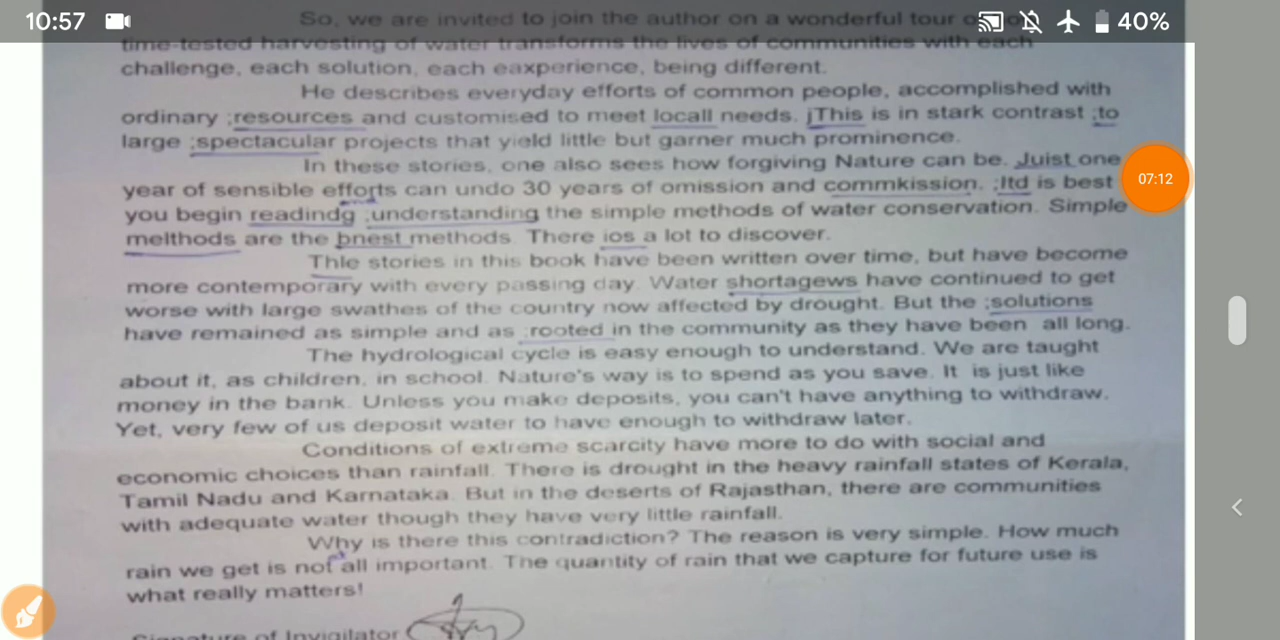 10:57
40%
So, we are invited to join the author on a wonderful tour
time-tested harvesting of water transforms the lives of communities with each
challenge, each solution, each eaxperience, being different.
He describes everyday efforts of common people, accomplished with
ordinary ;resources and customised to meet locall needs. jThis is in stark contrast ;to
large ;spectacular projects that yield little but garner much prominence.
In these stories, one also sees how forgiving Nature can be. Juist one
year of sensible efforts can undo 30 years of omission and commkission. ;Itd is best
you begin readindg ;understanding the simple methods of water conservation. Simple
melthods are the bnest methods. There ios a lot to discover.
Thle stories in this book have been written over time, but have become
more contemporary with every passing day. Water shortagews have continued to get
worse with large swathes of the country now affected by drought. But the ;solutions
have remained as simple and as ;rooted in the community as they have been all long.
The hydrological cycle is easy enough to understand. We are taught
about it, as children, in school. Nature's way is to spend as you save. It is just like
money in the bank. Unless you make deposits, you can't have anything to withdraw.
Yet, very few of us deposit water to have enough to withdraw later.
Conditions of extreme scarcity have more to do with social and
economic choices than rainfall. There is drought in the heavy rainfall states of Kerala,
Tamil Nadu and Karnataka. But in the deserts of Rajasthan, there are communities
with adequate water though they have very little rainfall.
Why is there this contradiction? The reason is very simple. How much
rain we get is not all important. The quantity of rain that we capture for future use is
what really matters!
Signature of Invigilator
07:12